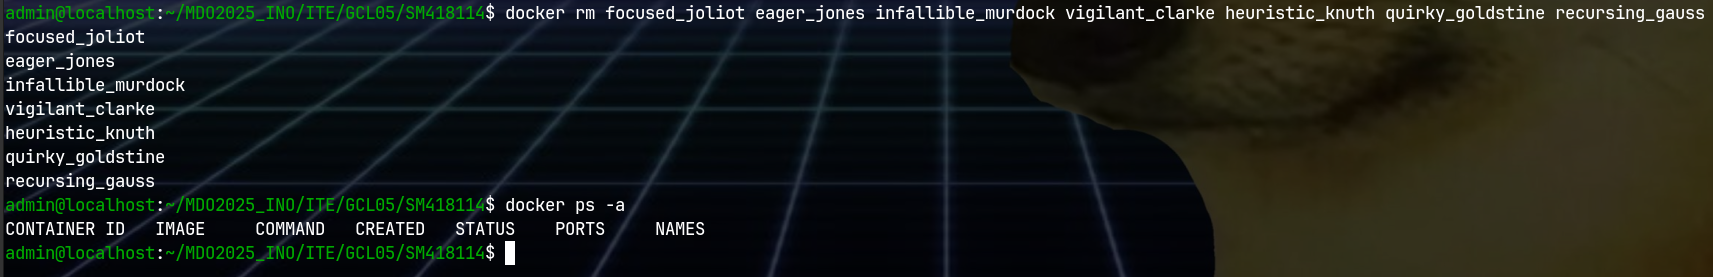 admin@localhost:~/MDO2025_INO/ITE/GCL05/SM418114$ docker rm focused_joliot eager_jones infallible_murdock vigilant_clarke heuristic_knuth quirky_goldstine recursing_gauss
focused_joliot
eager_jones
infallible_murdock
vigilant_clarke
heuristic_knuth
quirky_goldstine
recursing_gauss
admin@localhost:~/MDO2025_INO/ITE/GCL05/SM418114$ docker ps -a
CONTAINER ID   IMAGE     COMMAND   CREATED   STATUS    PORTS     NAMES
admin@localhost:~/MDO2025_INO/ITE/GCL05/SM418114$